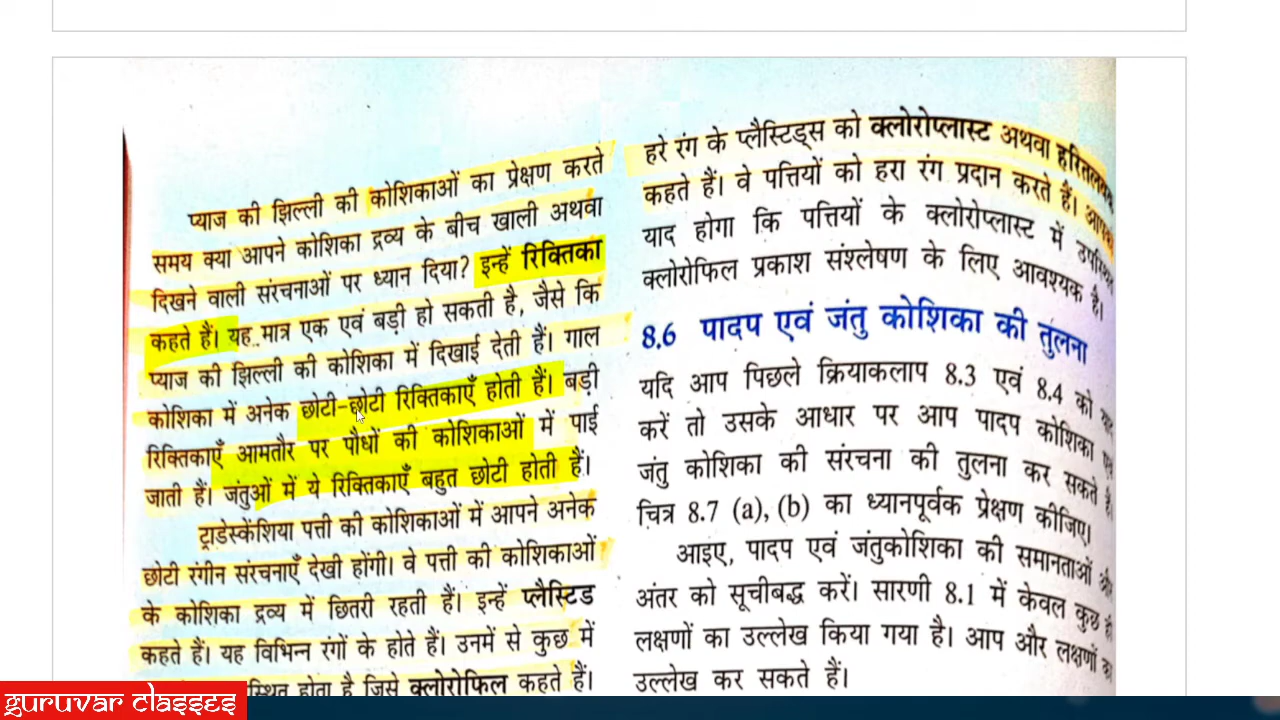 प्याज की झिल्ली की कोशिकाओं का प्रेक्षण करते
समय क्या आपने कोशिका द्रव्य के बीच खाली अथवा
दिखने वाली संरचनाओं पर ध्यान दिया? इन्हें रिक्तिका
कहते हैं। यह मात्र एक एवं बड़ी हो सकती है, जैसे कि
प्याज की झिल्ली की कोशिका में दिखाई देती हैं। गाल
कोशिका में अनेक छोटी-छोटी रिक्तिकाएँ होती हैं। बड़ी
रिक्तिकाएँ आमतौर पर पौधों की कोशिकाओं में पाई
जाती हैं। जंतुओं में ये रिक्तिकाएँ बहुत छोटी होती हैं।
ट्राडेस्केंशिया पत्ती की कोशिकाओं में आपने अनेक
छोटी रंगीन संरचनाएँ देखी होंगी। वे पत्ती की कोशिकाओं
के कोशिका द्रव्य में छितरी रहती हैं। इन्हें प्लैस्टिड
कहते हैं। यह विभिन्न रंगों के होते हैं। उनमें से कुछ में
होता है जिसे क्लोरोफिल कहते हैं।
हरे रंग के प्लैस्टिड्स को क्लोरोप्लास्ट अथवा हरितलवक
कहते हैं। वे पत्तियों को हरा रंग प्रदान करते हैं। आपको
याद होगा कि पत्तियों के क्लोरोप्लास्ट में उपस्थित
क्लोरोफिल प्रकाश संश्लेषण के लिए आवश्यक है।
8.6 पादप एवं जंतु कोशिका की तुलना
यदि आप पिछले क्रियाकलाप 8.3 एवं 8.4 को याद
करें तो उसके आधार पर आप पादप कोशिका एवं
जंतु कोशिका की संरचना की तुलना कर सकते हैं।
चित्र 8.7 (a), (b) का ध्यानपूर्वक प्रेक्षण कीजिए।
आइए, पादप एवं जंतुकोशिका की समानताओं और
अंतर को सूचीबद्ध करें। सारणी 8.1 में केवल कुछ ही
लक्षणों का उल्लेख किया गया है। आप और लक्षणों का
उल्लेख कर सकते हैं।
guruvar classes